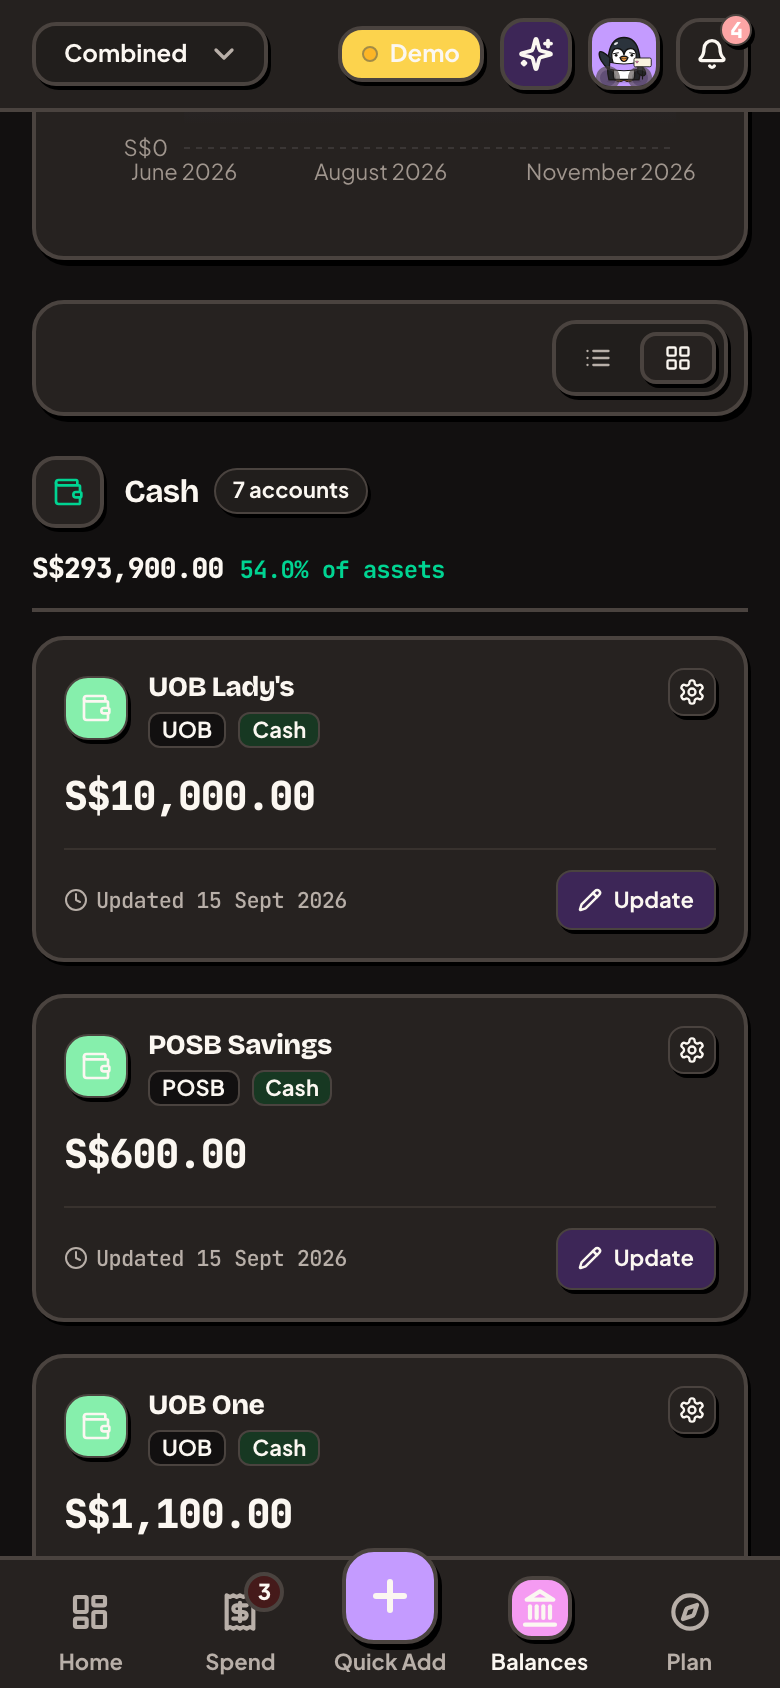 Combined
Demo
4
S$0
June 2026 August 2026 November 2026
Cash 7 accounts
S$293,900.00 54.0% of assets
UOB Lady's
UOB Cash
S$10,000.00
Updated 15 Sept 2026 Update
POSB Savings
POSB Cash
S$600.00
Updated 15 Sept 2026 Update
UOB One
UOB Cash
S$1,100.00
3
Home Spend Quick Add Balances Plan